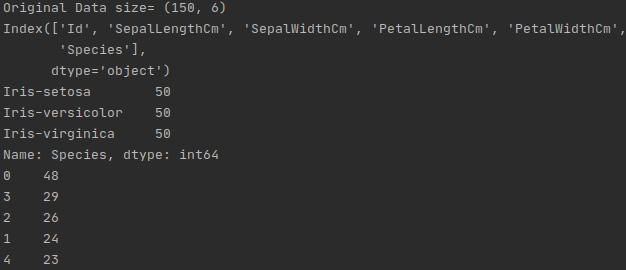 Original Data size= (150, 6)
Index(['Id', 'SepalLengthCm', 'SepalWidthCm', 'PetalLengthCm', 'PetalWidthCm',
       'Species'],
      dtype='object')
Iris-setosa        50
Iris-versicolor    50
Iris-virginica     50
Name: Species, dtype: int64
0    48
3    29
2    26
1    24
4    23